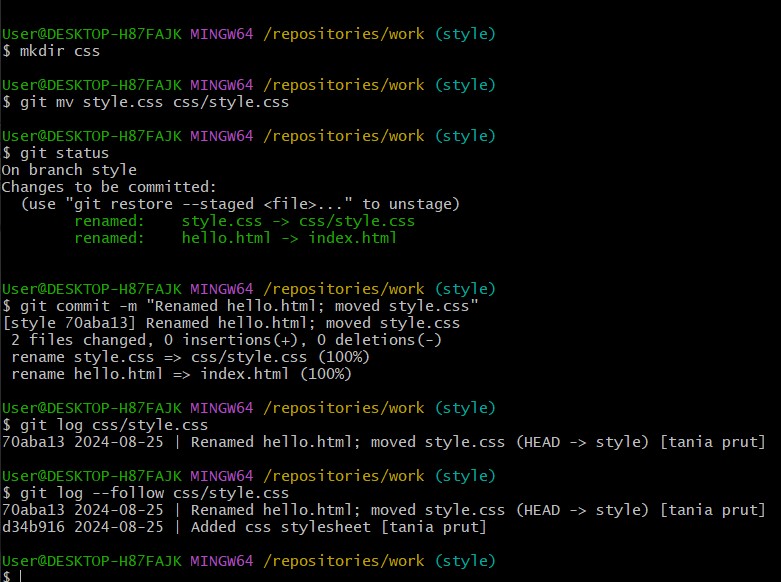 User@DESKTOP-H87FAJK MINGW64 /repositories/work (style)
$ mkdir css
User@DESKTOP-H87FAJK MINGW64 /repositories/work (style)
$ git mv style.css css/style.css
User@DESKTOP-H87FAJK MINGW64 /repositories/work (style)
$ git status
On branch style
Changes to be committed:
  (use "git restore --staged <file>..." to unstage)
        renamed:    style.css -> css/style.css
        renamed:    hello.html -> index.html
User@DESKTOP-H87FAJK MINGW64 /repositories/work (style)
$ git commit -m "Renamed hello.html; moved style.css"
[style 70aba13] Renamed hello.html; moved style.css
 2 files changed, 0 insertions(+), 0 deletions(-)
 rename style.css => css/style.css (100%)
 rename hello.html => index.html (100%)
User@DESKTOP-H87FAJK MINGW64 /repositories/work (style)
$ git log css/style.css
70aba13 2024-08-25 | Renamed hello.html; moved style.css (HEAD -> style) [tania prut]
User@DESKTOP-H87FAJK MINGW64 /repositories/work (style)
$ git log --follow css/style.css
70aba13 2024-08-25 | Renamed hello.html; moved style.css (HEAD -> style) [tania prut]
d34b916 2024-08-25 | Added css stylesheet [tania prut]
User@DESKTOP-H87FAJK MINGW64 /repositories/work (style)
$